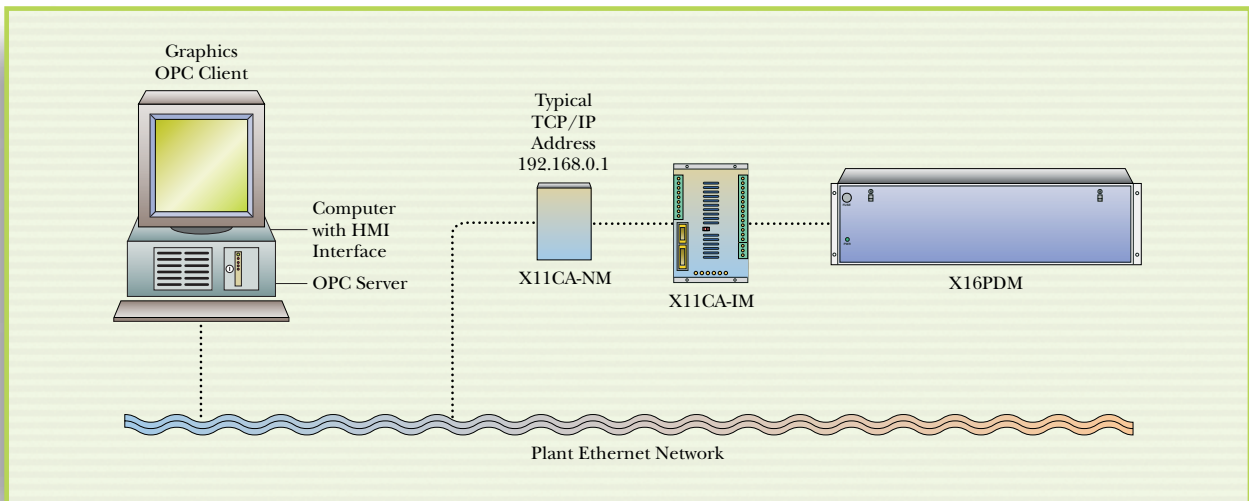 Graphics
OPC Client
Typical
TCP/IP
Address
192.168.0.1
Computer
with HMI
Interface
OPC Server
X11CA-NM
X11CA-IM
X16PDM
Plant Ethernet Network